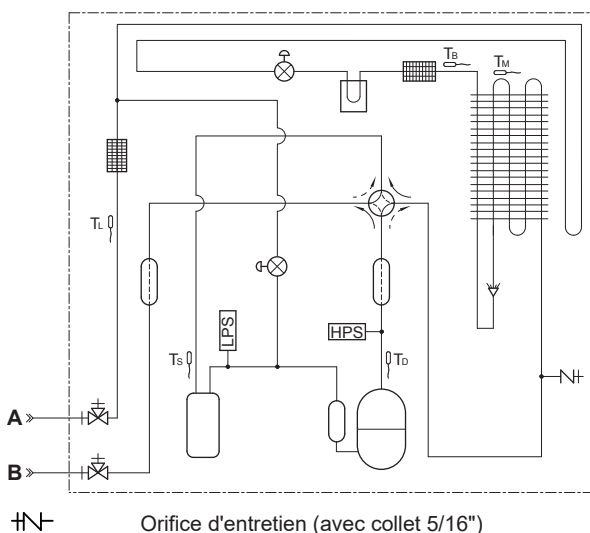 TB
TM
TL
LPS
HPS
TS
TD
A
B
Orifice d'entretien (avec collet 5/16")